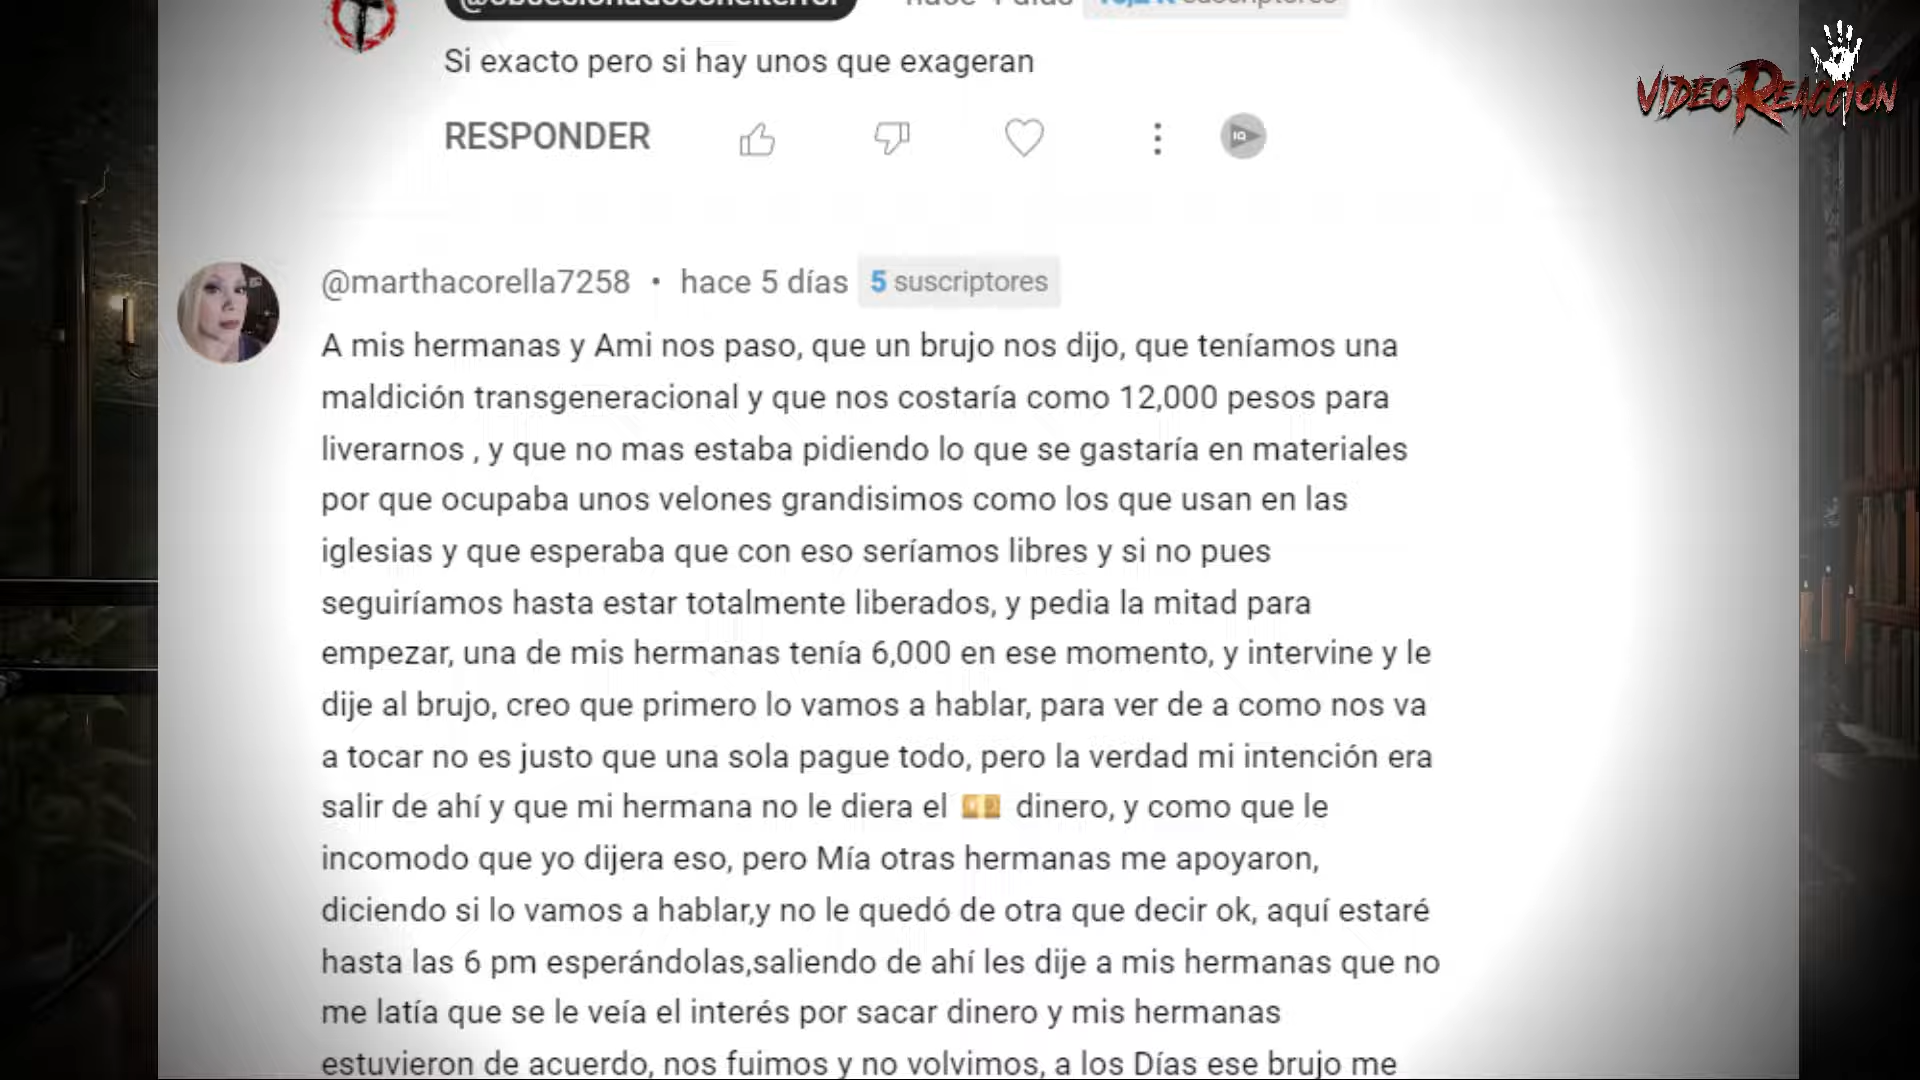 @obsesionadoconelterror hace 4 días suscriptores
VIDEO REACCIÓN
Si exacto pero si hay unos que exageran
RESPONDER
IQ
@marthacorella7258 • hace 5 días 5 suscriptores
A mis hermanas y Ami nos paso, que un brujo nos dijo, que teníamos una
maldición transgeneracional y que nos costaría como 12,000 pesos para
liverarnos , y que no mas estaba pidiendo lo que se gastaría en materiales
por que ocupaba unos velones grandisimos como los que usan en las
iglesias y que esperaba que con eso seríamos libres y si no pues
seguiríamos hasta estar totalmente liberados, y pedia la mitad para
empezar, una de mis hermanas tenía 6,000 en ese momento, y intervine y le
dije al brujo, creo que primero lo vamos a hablar, para ver de a como nos va
a tocar no es justo que una sola pague todo, pero la verdad mi intención era
salir de ahí y que mi hermana no le diera el 💴 dinero, y como que le
incomodo que yo dijera eso, pero Mía otras hermanas me apoyaron,
diciendo si lo vamos a hablar,y no le quedó de otra que decir ok, aquí estaré
hasta las 6 pm esperándolas,saliendo de ahí les dije a mis hermanas que no
me latía que se le veía el interés por sacar dinero y mis hermanas
estuvieron de acuerdo, nos fuimos y no volvimos, a los Días ese brujo me